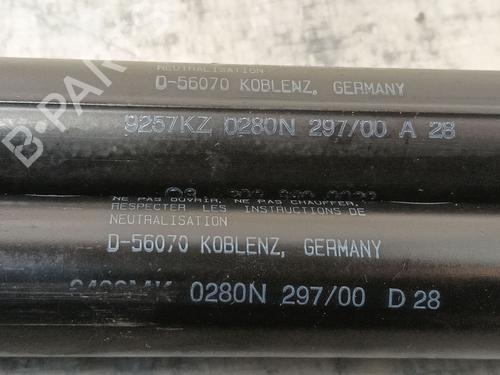 NEUTRALISATION
D-56070 KOBLENZ, GERMANY
9257KZ 0280N 297/00 A 28
NE PAS OUVRIR, NE PAS CHAUFFER,
RESPECTER LES INSTRUCTIONS DE
NEUTRALISATION
D-56070 KOBLENZ, GERMANY
0280N 297/00 D 28